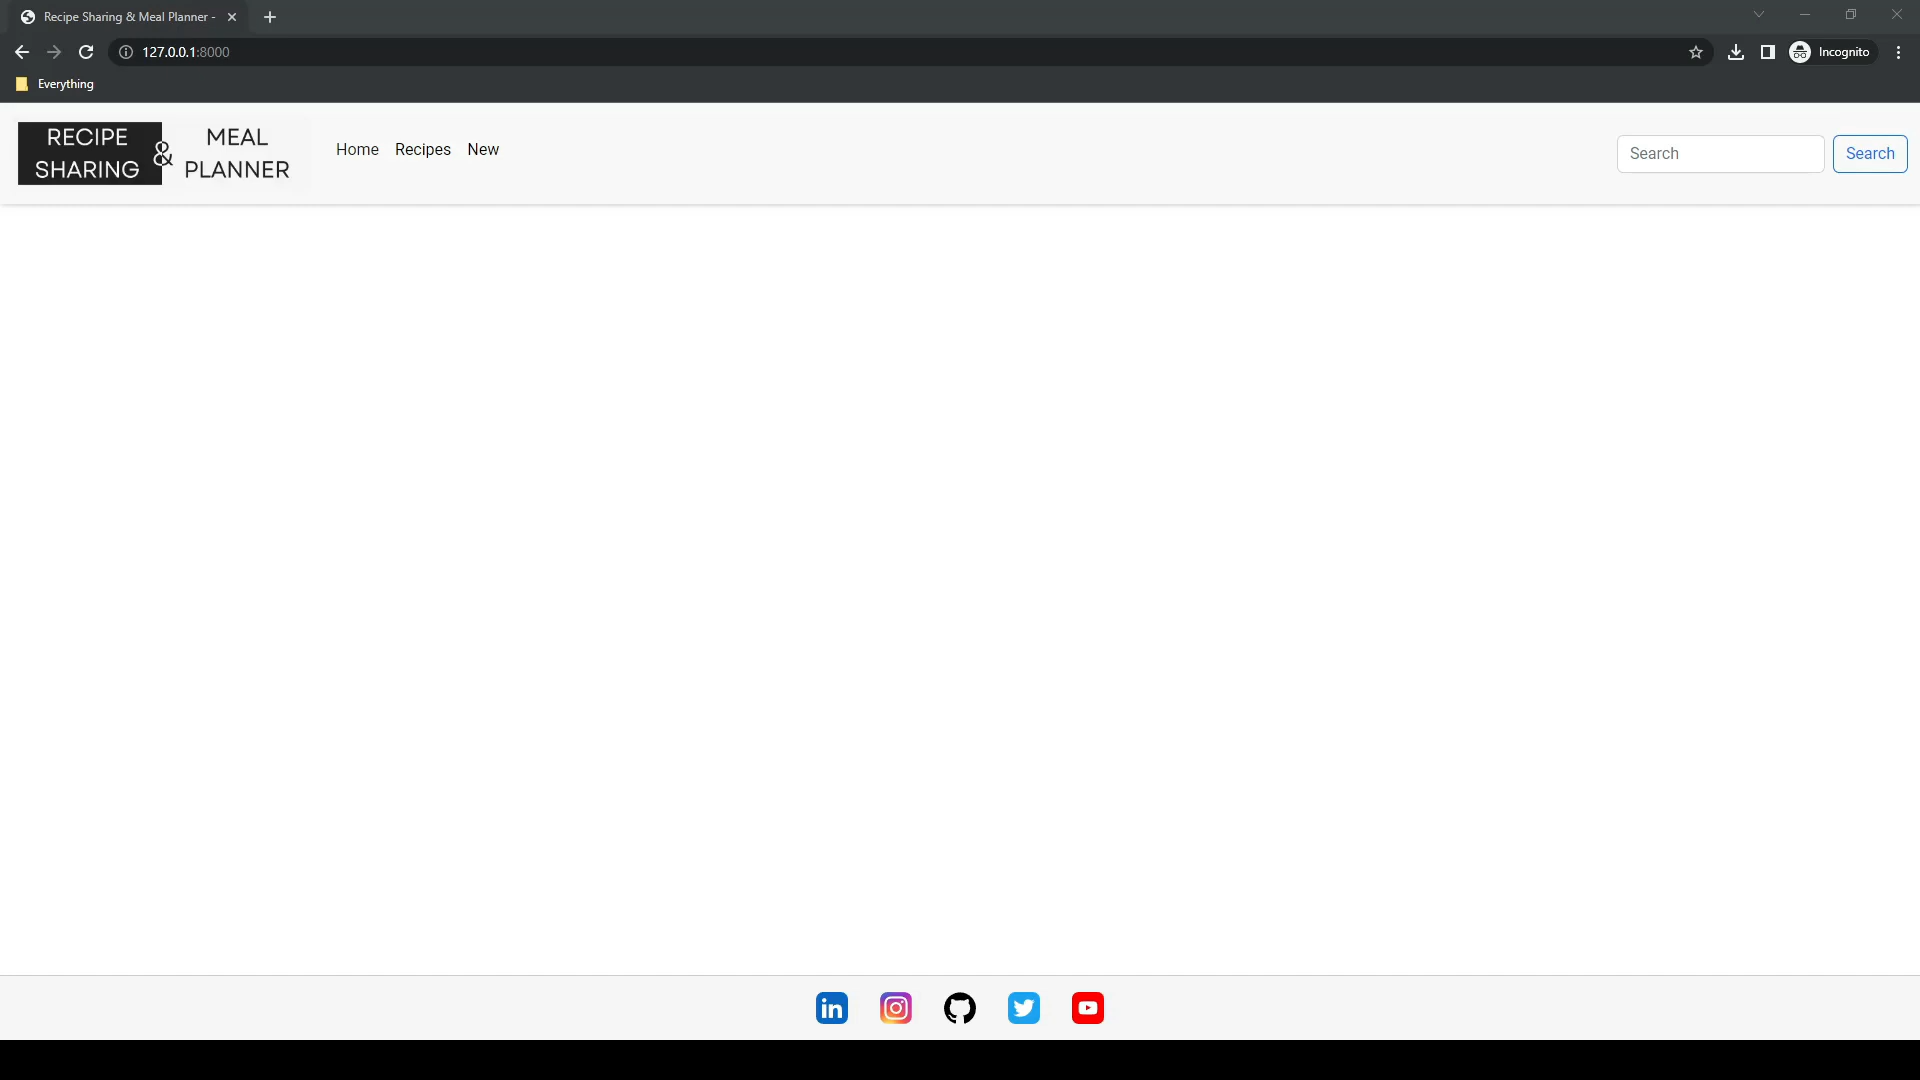 Recipe Sharing & Meal Planner -
127.0.0.1:8000
Incognito
Everything
RECIPE SHARING & MEAL PLANNER
Home Recipes New
Search Search
in